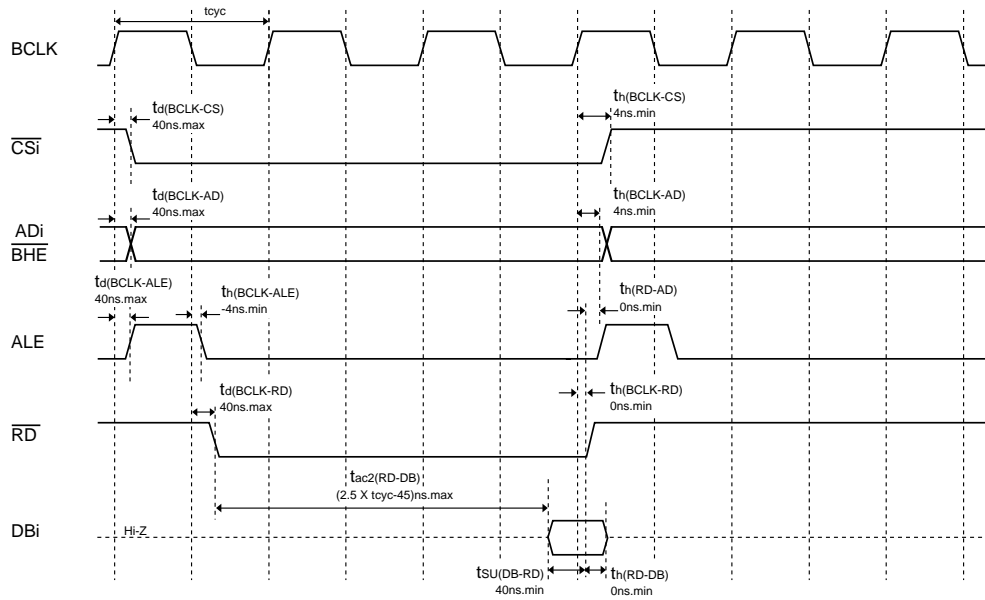 tcyc
BCLK
td(BCLK-CS)
40ns.max
th(BCLK-CS)
4ns.min
CSi
td(BCLK-AD)
40ns.max
th(BCLK-AD)
4ns.min
ADi
BHE
td(BCLK-ALE)
40ns.max
th(BCLK-ALE)
-4ns.min
th(RD-AD)
0ns.min
ALE
td(BCLK-RD)
40ns.max
th(BCLK-RD)
0ns.min
RD
tac2(RD-DB)
(2.5 X tcyc-45)ns.max
DBi
Hi-Z
tSU(DB-RD)
40ns.min
th(RD-DB)
0ns.min